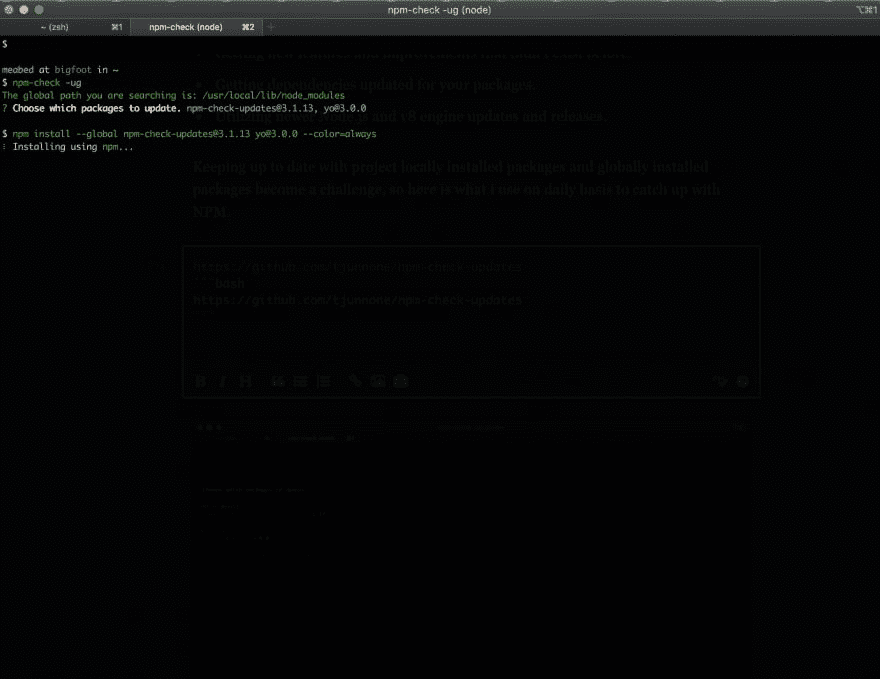 npm-check -ug (node)
⌥⌘1
~ (zsh) ⌘1 npm-check (node) ⌘2 +
$
meabed at bigfoot in ~
$ npm-check -ug
The global path you are searching is: /usr/local/lib/node_modules
? Choose which packages to update. npm-check-updates@3.1.13, yo@3.0.0
$ npm install --global npm-check-updates@3.1.13 yo@3.0.0 --color=always
Installing using npm...
Getting dependencies updated for your packages.
Utilizing newer Node.js and v8 engine updates and releases.
Keeping up to date with project locally installed packages and globally installed
packages become a challenge, so here is what i use on daily basis to catch up with
NPM.
https://github.com/tjunnone/npm-check-updates
```bash
https://github.com/tjunnone/npm-check-updates
```